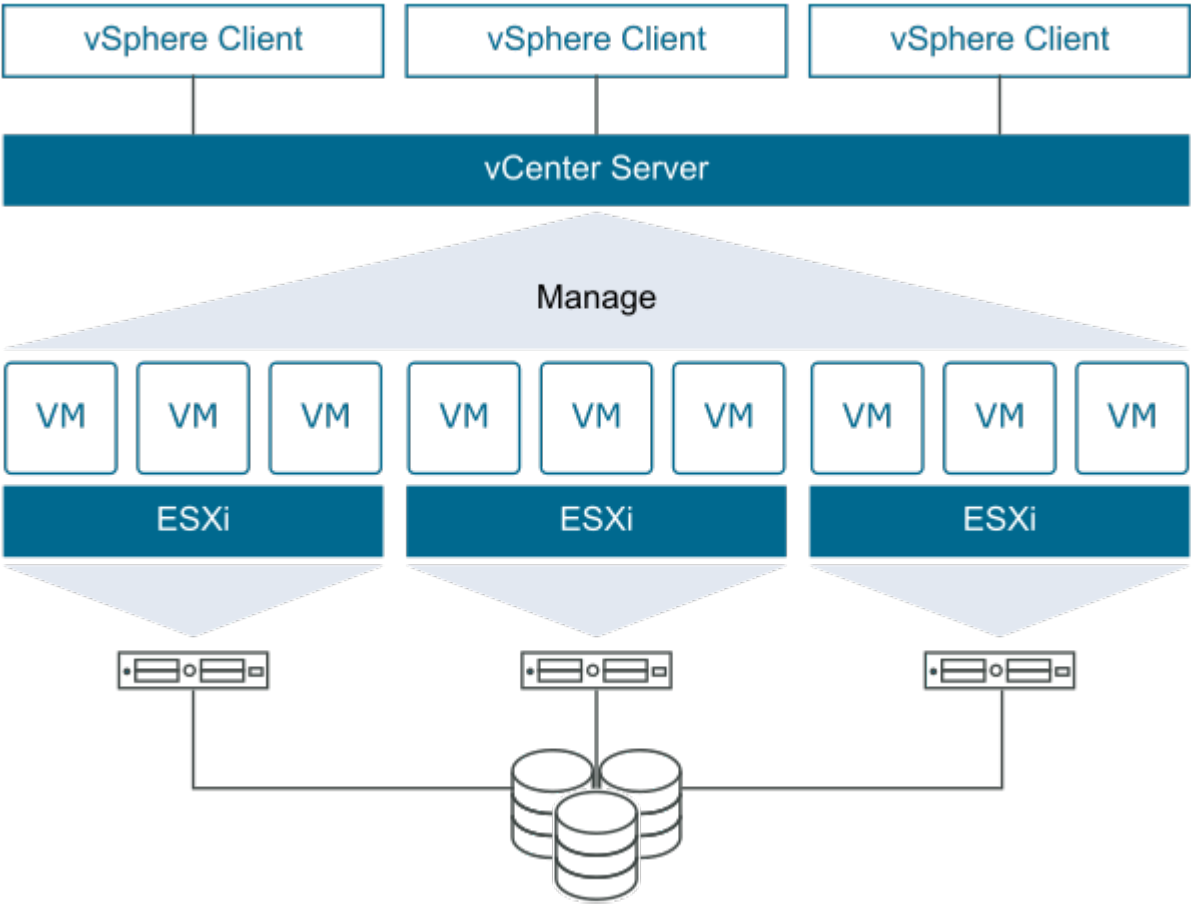 vSphere Client
vSphere Client
vSphere Client
vCenter Server
Manage
VM
VM
VM
VM
VM
VM
VM
VM
VM
ESXi
ESXi
ESXi